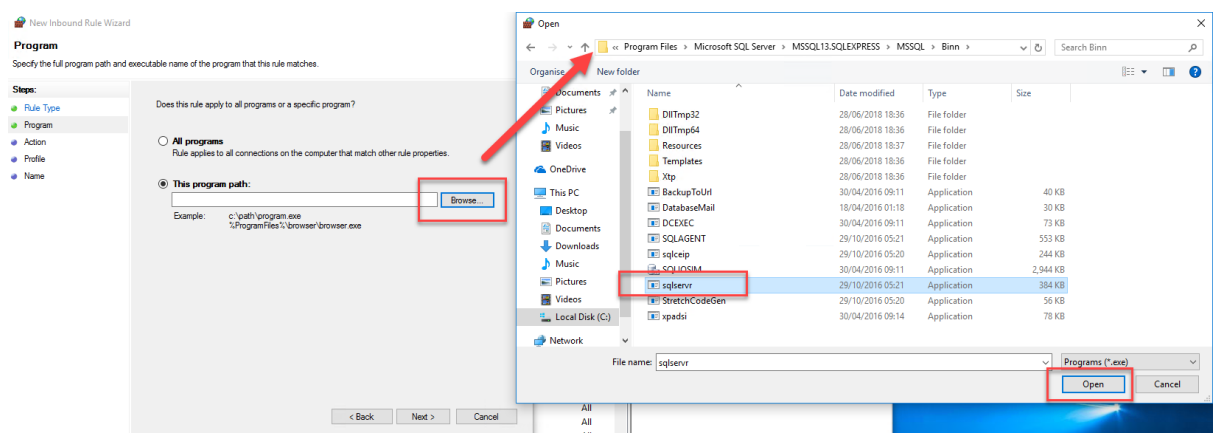 New Inbound Rule Wizard
Program
Specify the full program path and executable name of the program that this rule matches.
Steps:
Rule Type
Program
Action
Profile
Name
Does this rule apply to all programs or a specific program?
All programs
Rule applies to all connections on the computer that match other rule properties.
This program path:
Browse...
Example: c:\path\program.exe
%ProgramFiles%\browser\browser.exe
< Back Next > Cancel
Open
« Program Files > Microsoft SQL Server > MSSQL13.SQLEXPRESS > MSSQL > Binn > Search Binn
Organise New folder
Documents
Pictures
Music
Videos
OneDrive
This PC
Desktop
Documents
Downloads
Music
Pictures
Videos
Local Disk (C:)
Network
Name Date modified Type Size
DllTmp32 28/06/2018 18:36 File folder
DllTmp64 28/06/2018 18:36 File folder
Resources 28/06/2018 18:37 File folder
Templates 28/06/2018 18:36 File folder
Xtp 28/06/2018 18:36 File folder
BackupToUrl 30/04/2016 09:11 Application 40 KB
DatabaseMail 18/04/2016 01:18 Application 30 KB
DCEXEC 30/04/2016 09:11 Application 73 KB
SQLAGENT 29/10/2016 05:21 Application 553 KB
sqlceip 29/10/2016 05:20 Application 244 KB
SQLIOSIM 30/04/2016 09:11 Application 2,944 KB
sqlservr 29/10/2016 05:21 Application 384 KB
StretchCodeGen 29/10/2016 05:20 Application 56 KB
xpadsi 30/04/2016 09:14 Application 78 KB
File name: sqlservr Programs (*.exe)
Open Cancel
All
All